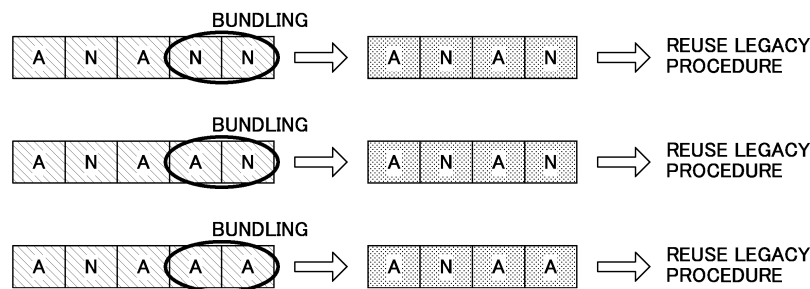 BUNDLING
A N A N N
A N A N
REUSE LEGACY
PROCEDURE
BUNDLING
A N A A N
A N A N
REUSE LEGACY
PROCEDURE
BUNDLING
A N A A A
A N A A
REUSE LEGACY
PROCEDURE